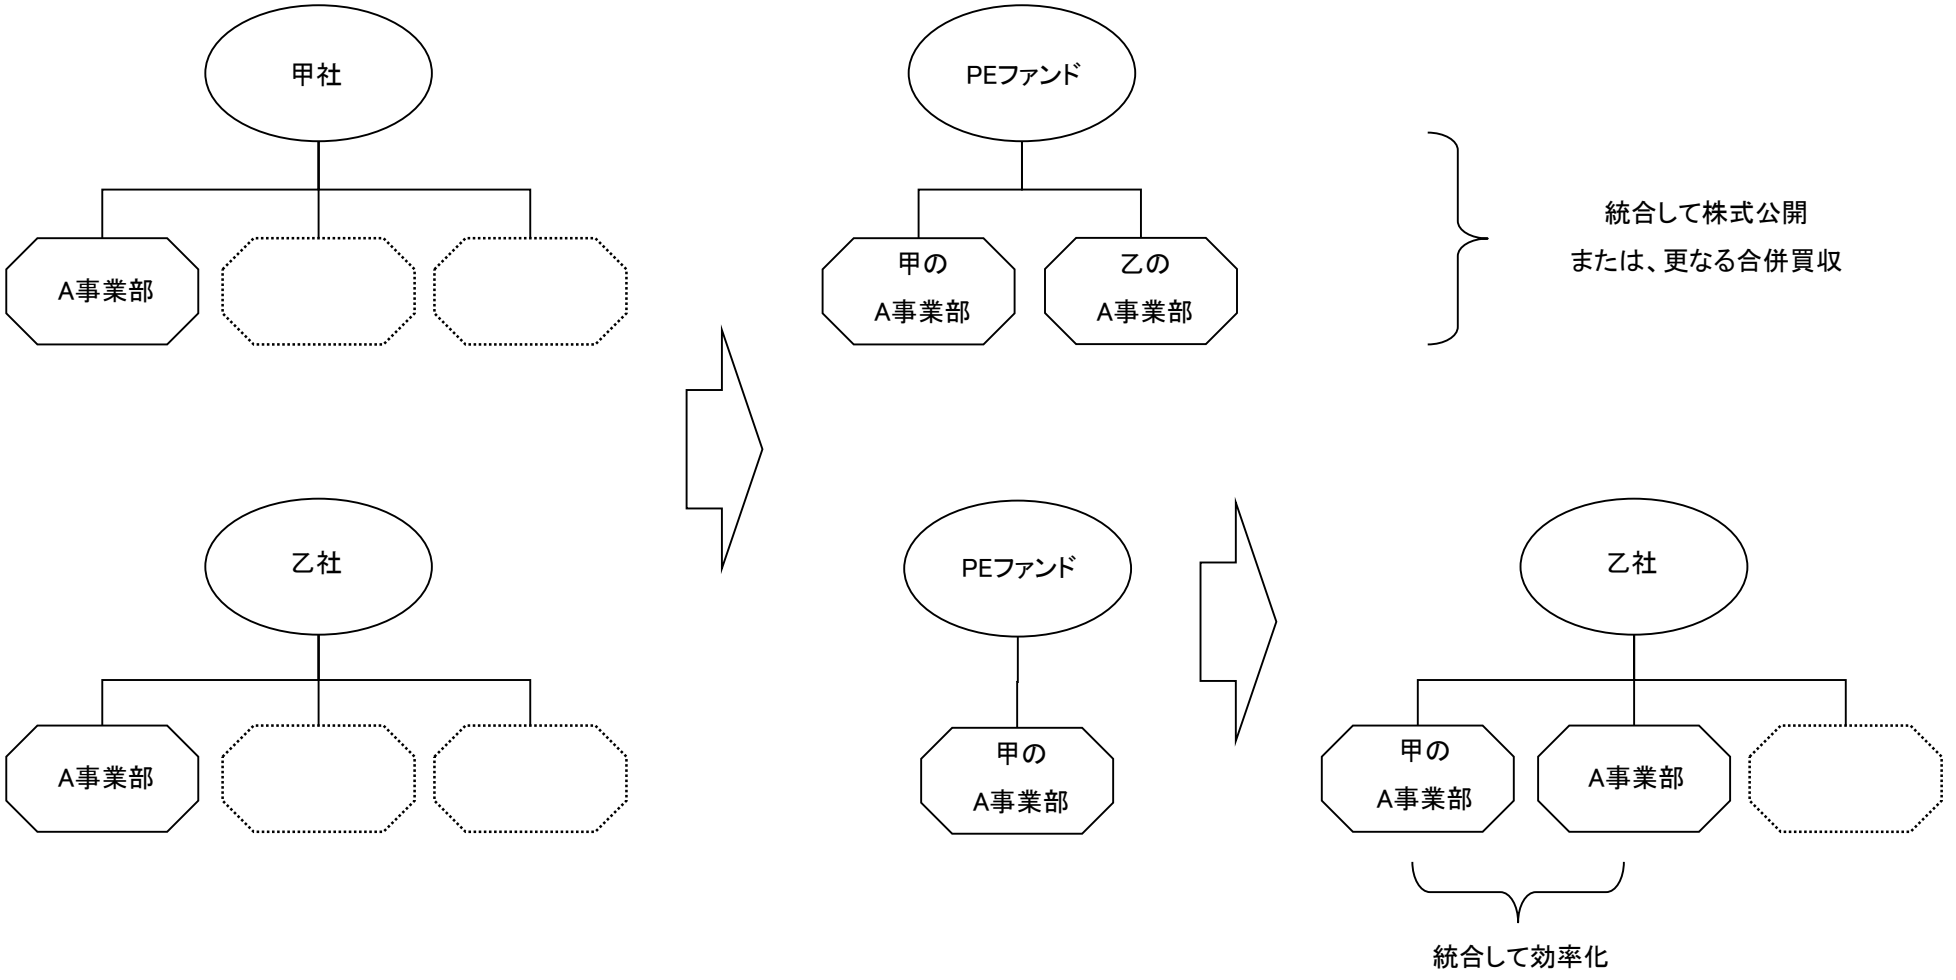 甲社
A事業部
PEファンド
甲の
A事業部
乙の
A事業部
統合して株式公開
または、更なる合併買収
乙社
A事業部
PEファンド
甲の
A事業部
乙社
甲の
A事業部
A事業部
統合して効率化